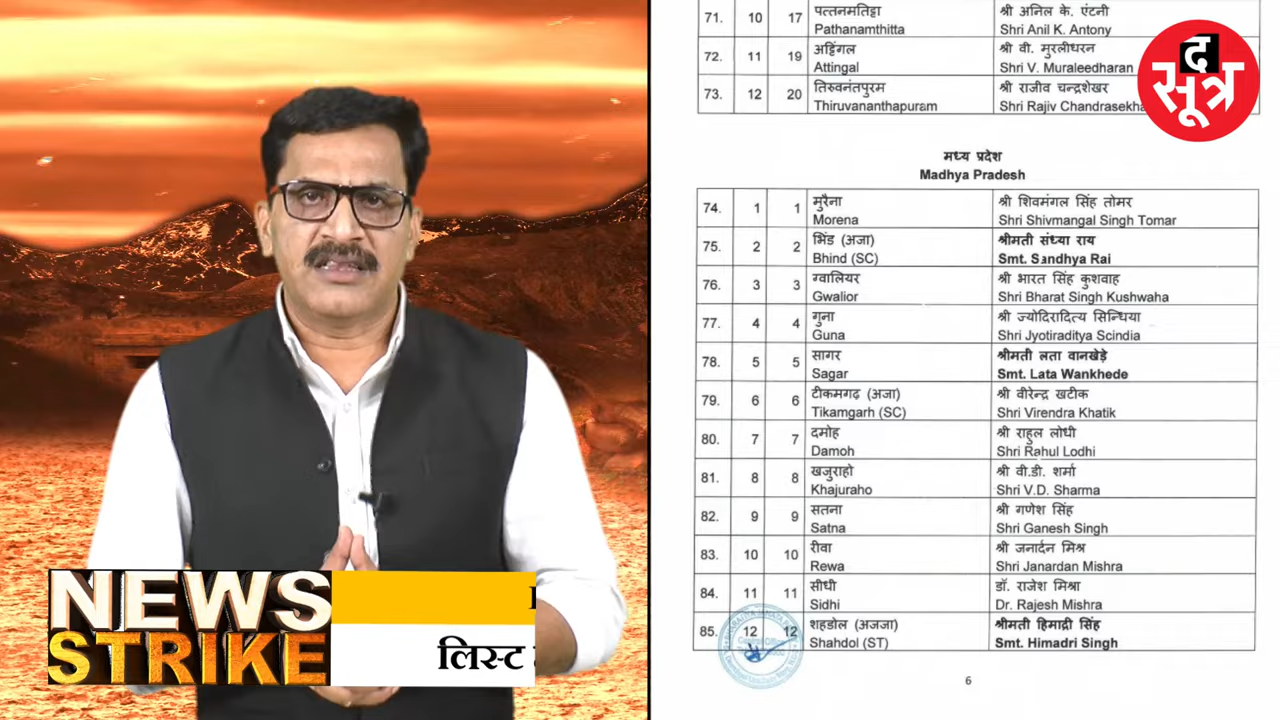 71. 10 17 पत्तनमतिट्टा श्री अनिल के. एंटनी
Pathanamthitta Shri Anil K. Antony
72. 11 19 अट्टिंगल श्री वी. मुरलीधरन
Attingal Shri V. Muraleedharan
73. 12 20 तिरुवनंतपुरम श्री राजीव चन्द्रशेखर
Thiruvananthapuram Shri Rajiv Chandrasekha
द
सूत्र
मध्य प्रदेश
Madhya Pradesh
74. 1 1 मुरैना श्री शिवमंगल सिंह तोमर
Morena Shri Shivmangal Singh Tomar
75. 2 2 भिंड (अजा) श्रीमती संध्या राय
Bhind (SC) Smt. Sandhya Rai
76. 3 3 ग्वालियर श्री भारत सिंह कुशवाह
Gwalior Shri Bharat Singh Kushwaha
77. 4 4 गुना श्री ज्योदिरादित्य सिन्धिया
Guna Shri Jyotiraditya Scindia
78. 5 5 सागर श्रीमती लता वानखेड़े
Sagar Smt. Lata Wankhede
79. 6 6 टीकमगढ़ (अजा) श्री वीरेन्द्र खटीक
Tikamgarh (SC) Shri Virendra Khatik
80. 7 7 दमोह श्री राहुल लोधी
Damoh Shri Rahul Lodhi
81. 8 8 खजुराहो श्री वी.डी. शर्मा
Khajuraho Shri V.D. Sharma
82. 9 9 सतना श्री गणेश सिंह
Satna Shri Ganesh Singh
83. 10 10 रीवा श्री जनार्दन मिश्र
Rewa Shri Janardan Mishra
84. 11 11 सीधी डॉ. राजेश मिश्रा
Sidhi Dr. Rajesh Mishra
85. 12 12 शहडोल (अजजा) श्रीमती हिमाद्री सिंह
Shahdol (ST) Smt. Himadri Singh
6
NEWS
STRIKE
लिस्ट